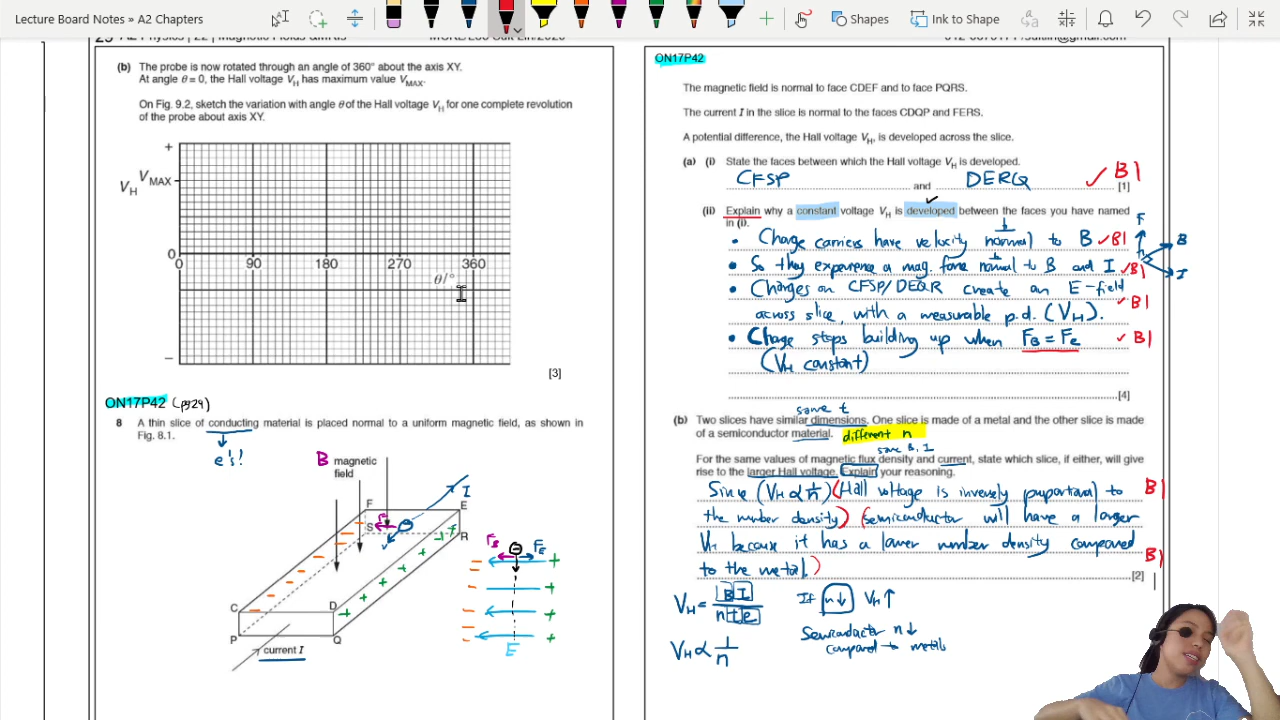 Lecture Board Notes » A2 Chapters
Shapes
Ink to Shape
(b) The probe is now rotated through an angle of 360° about the axis XY.
At angle θ = 0, the Hall voltage VH has maximum value VMAX.
On Fig. 9.2, sketch the variation with angle θ of the Hall voltage VH for one complete revolution
of the probe about axis XY.
+
VH VMAX
0
0 90 180 270 360
θ/°
–
[3]
ON17P42 (pg29)
8 A thin slice of conducting material is placed normal to a uniform magnetic field, as shown in
Fig. 8.1.
e's!
B magnetic
field
I
F E
S R
C D
P Q
current I
FB FE
E
ON17P42
The magnetic field is normal to face CDEF and to face PQRS.
The current I in the slice is normal to the faces CDQP and FERS.
A potential difference, the Hall voltage VH, is developed across the slice.
(a) (i) State the faces between which the Hall voltage VH is developed.
CFSP and DERQ ✓ B1
[1]
(ii) Explain why a constant voltage VH is developed between the faces you have named
in (i).
• Charge carriers have velocity normal to B ✓B1
• So they experience a mag. force normal to B and I ✓B1
• Charges on CFSP/DEQR create an E-field
across slice, with a measurable p.d. (VH). ✓B1
• Charge stops building up when FB = FE ✓B1
(VH constant)
[4]
F
B
I
same t
(b) Two slices have similar dimensions. One slice is made of a metal and the other slice is made
of a semiconductor material. different n
same B, I
For the same values of magnetic flux density and current, state which slice, if either, will give
rise to the larger Hall voltage. Explain your reasoning.
Since (VH ∝ 1/n) (Hall voltage is inversely proportional to B1
the number density) (semiconductor will have a larger
VH because it has a lower number density compared B1
to the metal.)
[2]
VH = BI/nte If n↓ VH↑
Semiconductor n↓
compared to metals
VH ∝ 1/n